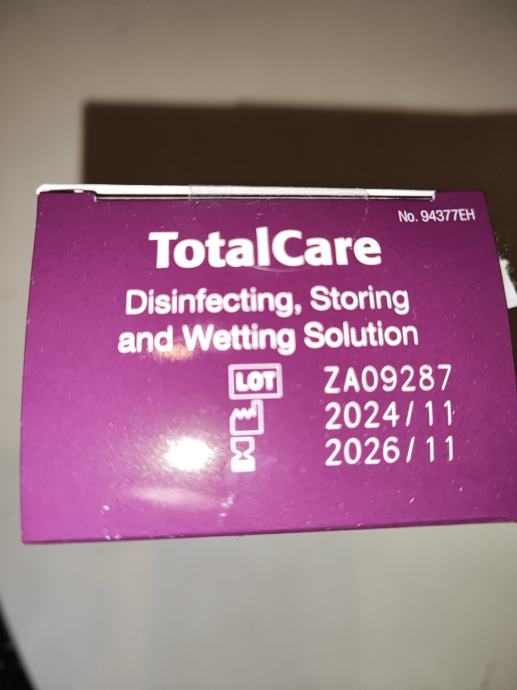 No. 94377EH
TotalCare
Disinfecting, Storing
and Wetting Solution
LOT ZA09287
2024/11
2026/11